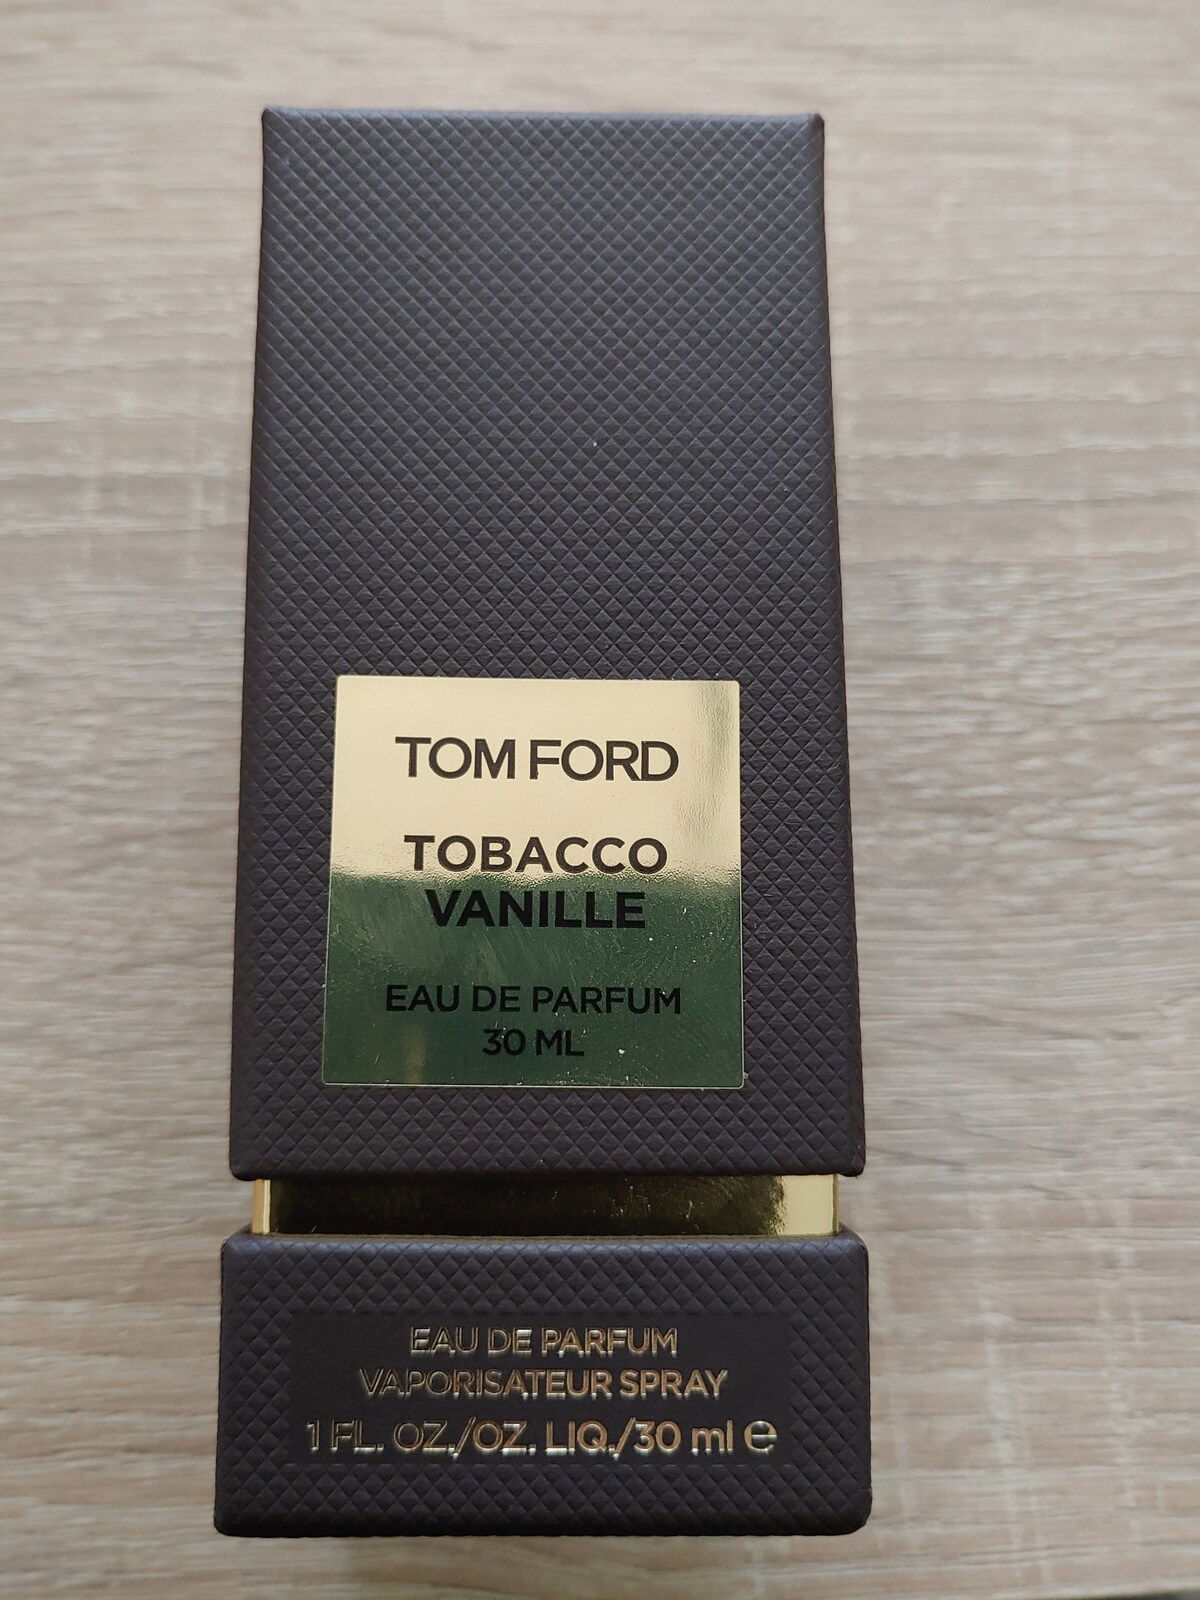 TOM FORD
TOBACCO
VANILLE
EAU DE PARFUM
30 ML
EAU DE PARFUM
VAPORISATEUR SPRAY
1 FL. OZ./OZ. LIQ./30 ml ℮